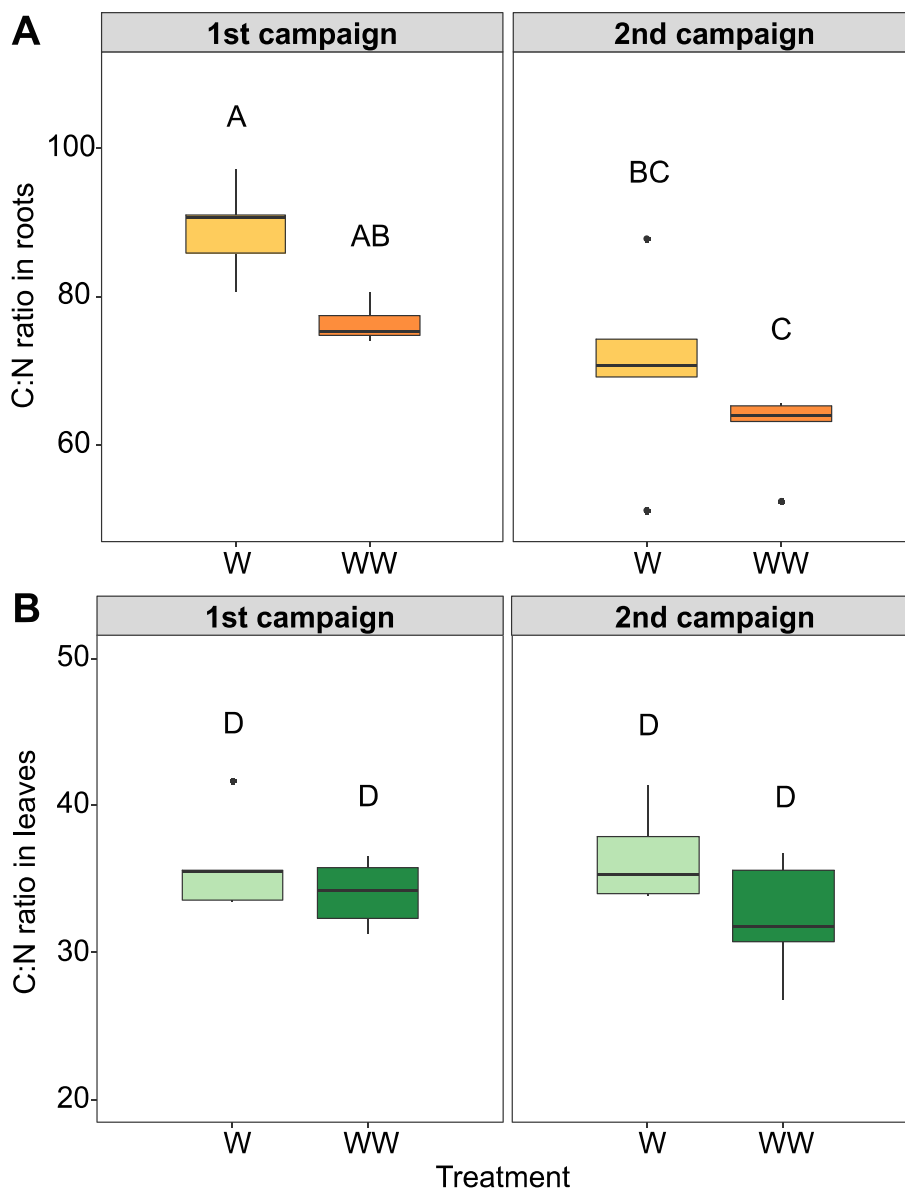 A
1st campaign
2nd campaign
C:N ratio in roots
100
80
60
A
AB
BC
C
W
WW
W
WW
B
1st campaign
2nd campaign
C:N ratio in leaves
50
40
30
20
D
D
D
D
W
WW
W
WW
Treatment